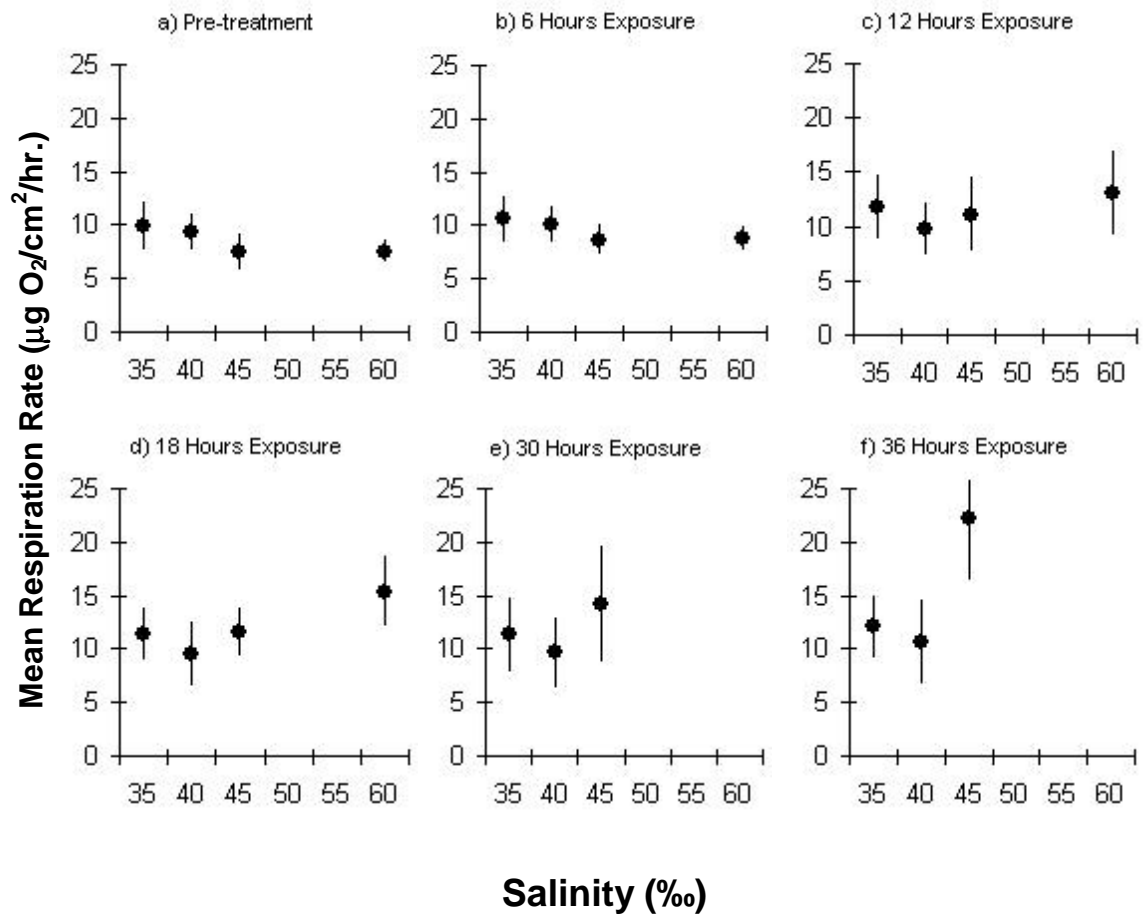 a) Pre-treatment
25
20
15
10
5
0
35 40 45 50 55 60
b) 6 Hours Exposure
25
20
15
10
5
0
35 40 45 50 55 60
c) 12 Hours Exposure
25
20
15
10
5
0
35 40 45 50 55 60
d) 18 Hours Exposure
25
20
15
10
5
0
35 40 45 50 55 60
e) 30 Hours Exposure
25
20
15
10
5
0
35 40 45 50 55 60
f) 36 Hours Exposure
25
20
15
10
5
0
35 40 45 50 55 60
Mean Respiration Rate (μg O₂/cm²/hr.)
Salinity (‰)